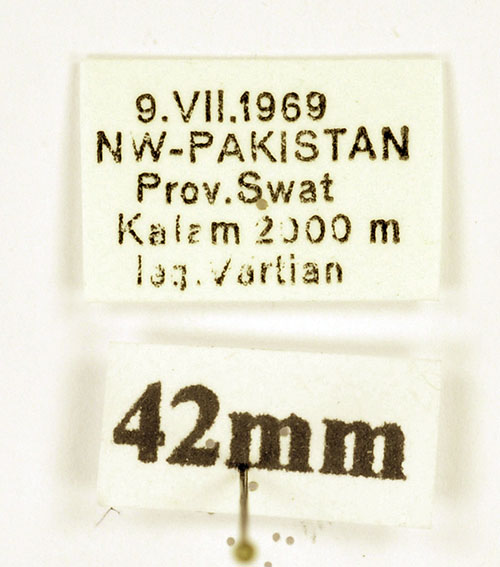 9.VII.1969
NW-PAKISTAN
Prov.Swat
Kalam 2000 m
leg.Vartian
42mm